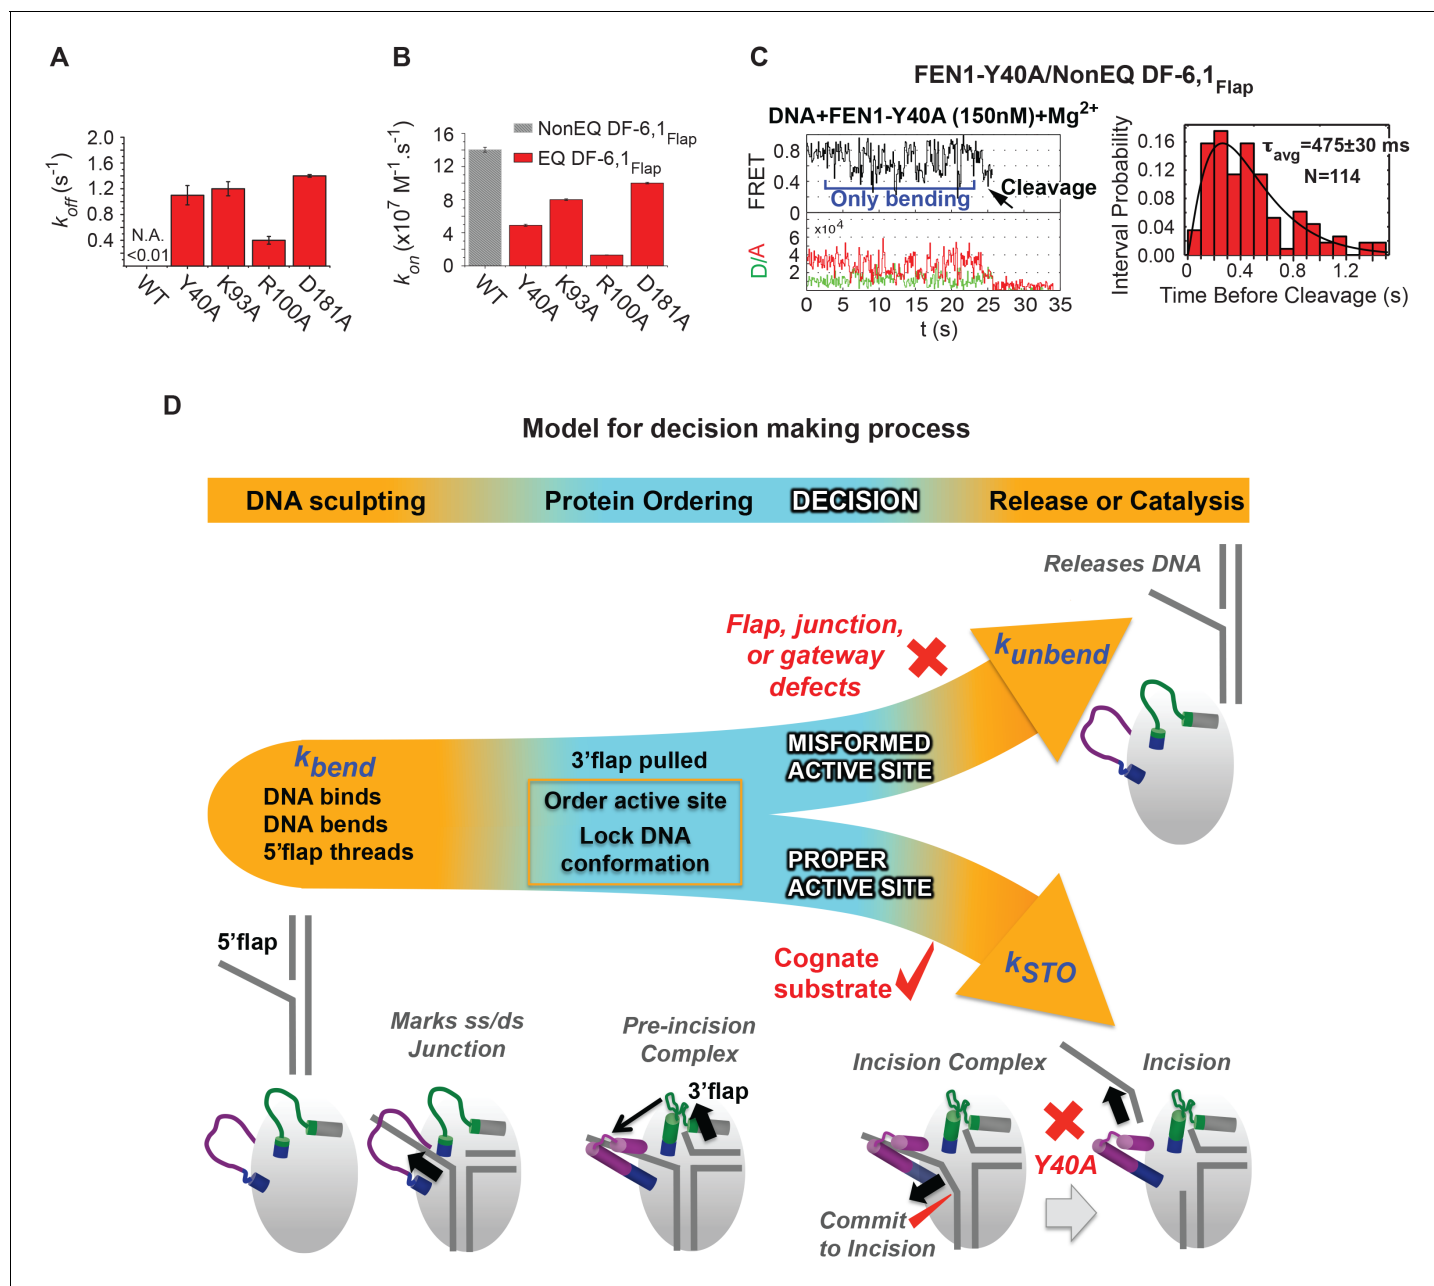 A
k_off (s⁻¹)
2.0
1.6
1.2
0.8
0.4
N.A.
<0.01
WT
Y40A
K93A
R100A
D181A
B
k_on (x10⁷ M⁻¹.s⁻¹)
16
12
8
4
0
NonEQ DF-6,1Flap
EQ DF-6,1Flap
WT
Y40A
K93A
R100A
D181A
C
FEN1-Y40A/NonEQ DF-6,1Flap
DNA+FEN1-Y40A (150nM)+Mg²⁺
FRET
0.8
0.4
0
Only bending
Cleavage
D/A
x10⁴
6
4
2
0 5 10 15 20 25 30 35
t (s)
Interval Probability
0.16
0.12
0.08
0.04
0.00
τavg=475±30 ms
N=114
0 0.4 0.8 1.2
Time Before Cleavage (s)
D
Model for decision making process
DNA sculpting
Protein Ordering
DECISION
Release or Catalysis
Releases DNA
Flap, junction,
or gateway
defects
k_unbend
MISFORMED
ACTIVE SITE
k_bend
DNA binds
DNA bends
5'flap threads
3'flap pulled
Order active site
Lock DNA
conformation
PROPER
ACTIVE SITE
Cognate
substrate
k_STO
5'flap
Marks ss/ds
Junction
Pre-incision
Complex
3'flap
Incision Complex
Incision
Y40A
Commit
to Incision